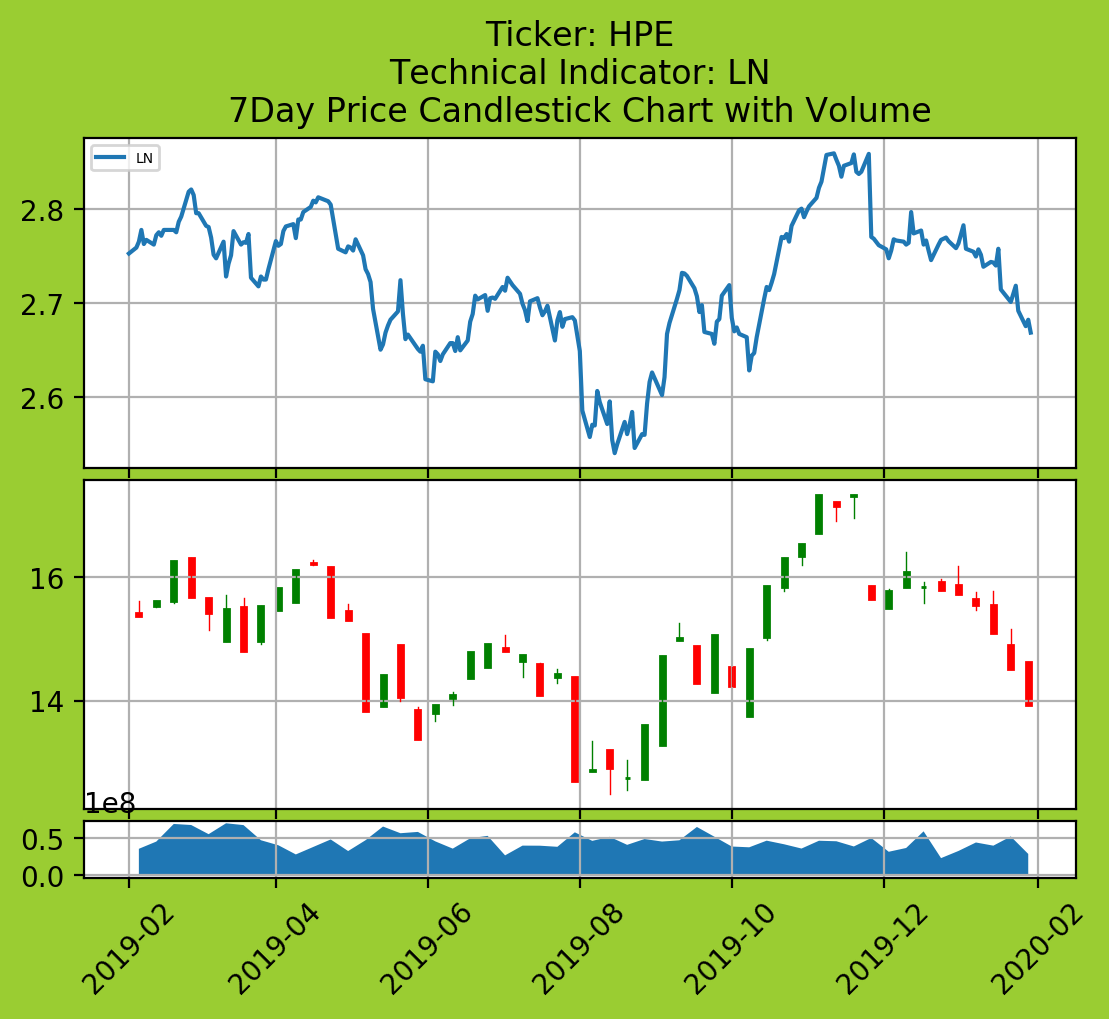 Ticker: HPE
Technical Indicator: LN
7Day Price Candlestick Chart with Volume
LN
2.8
2.7
2.6
16
14
1e8
0.5
0.0
2019-02
2019-04
2019-06
2019-08
2019-10
2019-12
2020-02